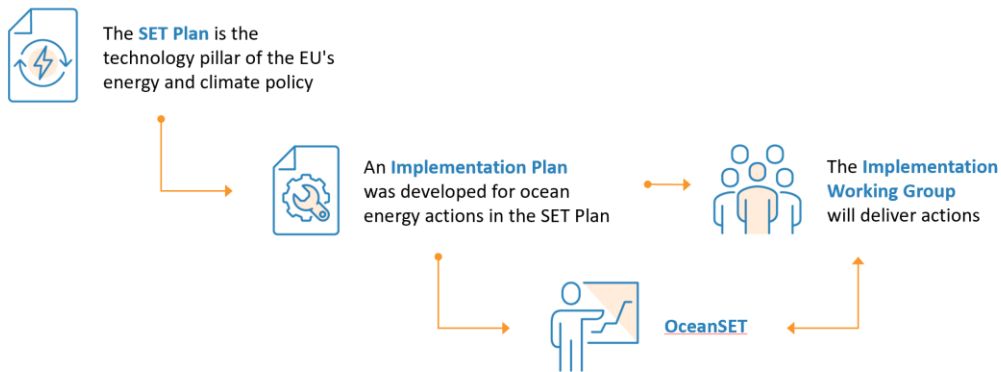 The SET Plan is the
technology pillar of the EU's
energy and climate policy
An Implementation Plan
was developed for ocean
energy actions in the SET Plan
The Implementation
Working Group
will deliver actions
OceanSET